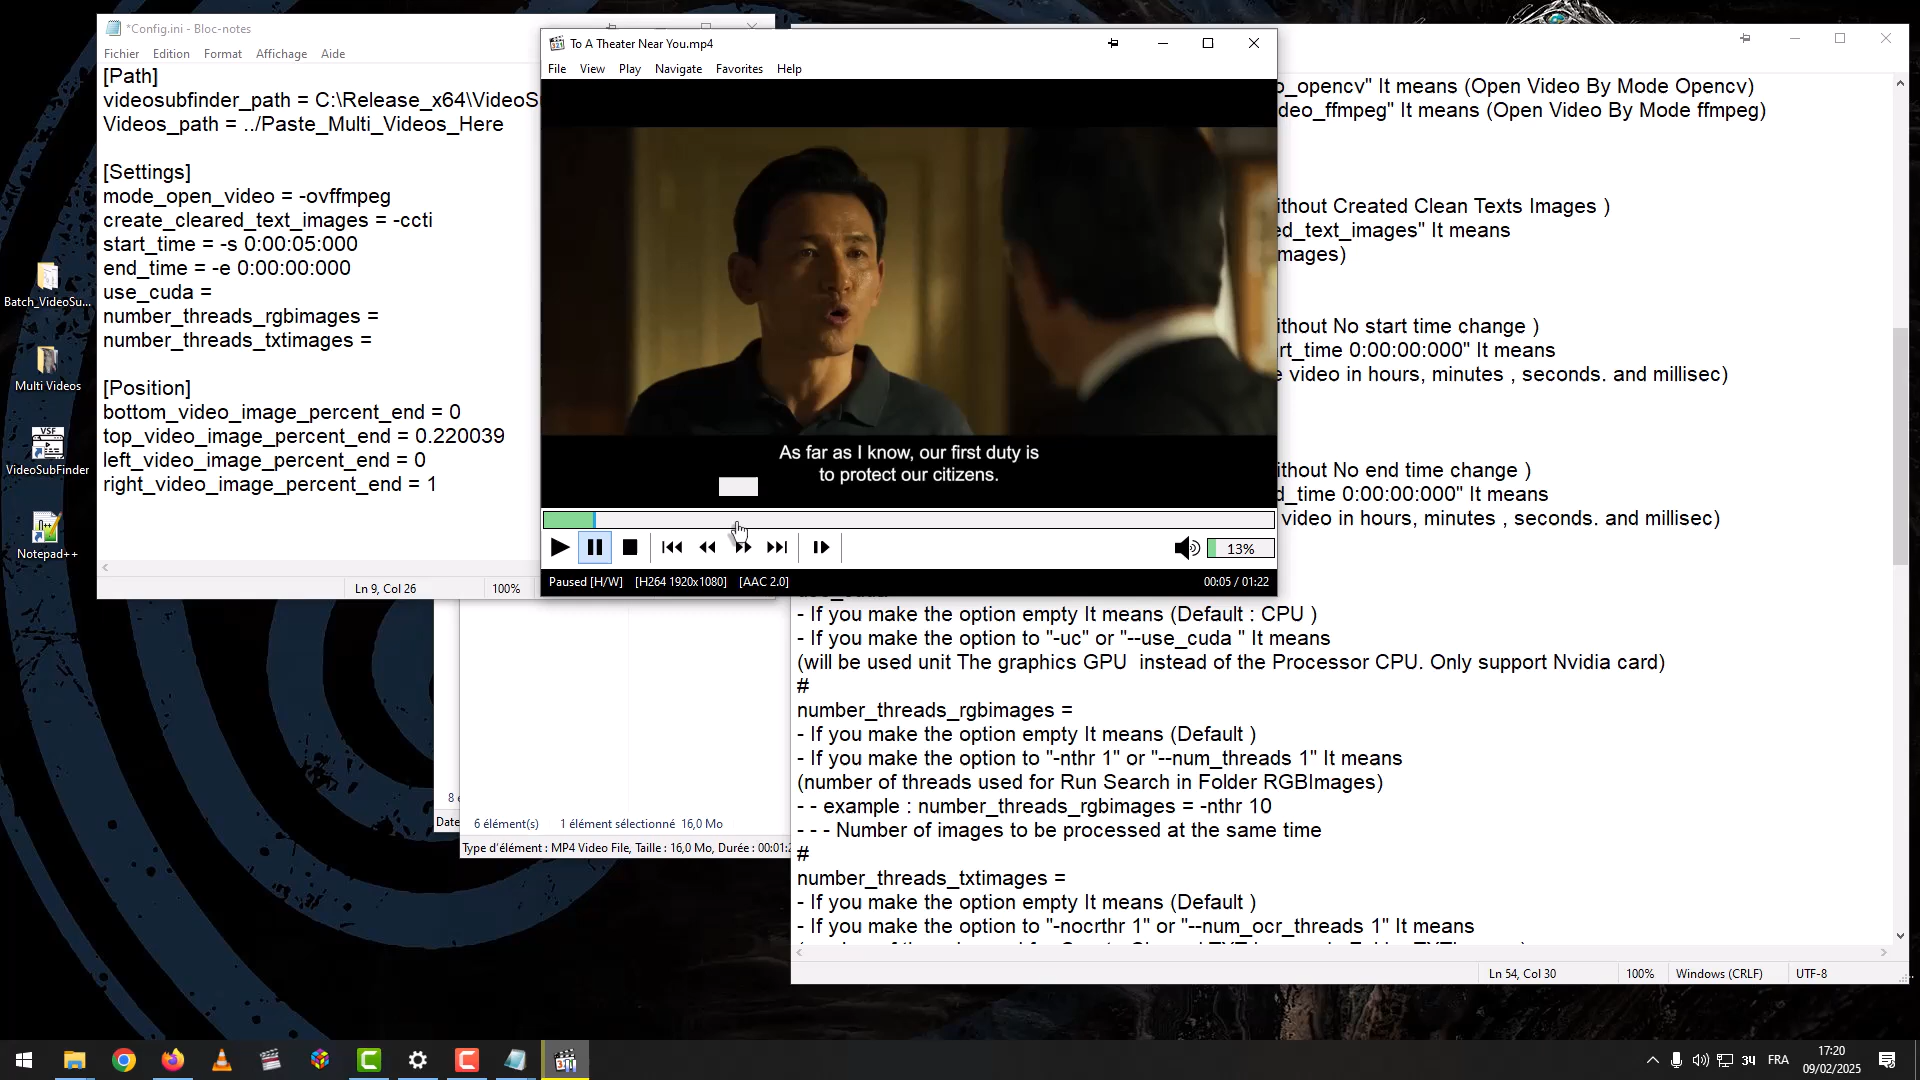 *Config.ini - Bloc-notes
Fichier Edition Format Affichage Aide
[Path]
videosubfinder_path = C:\Release_x64\VideoS
Videos_path = ../Paste_Multi_Videos_Here
[Settings]
mode_open_video = -ovffmpeg
create_cleared_text_images = -ccti
start_time = -s 0:00:05:000
end_time = -e 0:00:00:000
use_cuda =
number_threads_rgbimages =
number_threads_txtimages =
[Position]
bottom_video_image_percent_end = 0
top_video_image_percent_end = 0.220039
left_video_image_percent_end = 0
right_video_image_percent_end = 1
Ln 9, Col 26 100%
Batch_VideoSu...
Multi Videos
VSF
VideoSubFinder
Notepad++
To A Theater Near You.mp4
File View Play Navigate Favorites Help
As far as I know, our first duty is
to protect our citizens.
13%
Paused [H/W] [H264 1920x1080] [AAC 2.0] 00:05 / 01:22
o_opencv" It means (Open Video By Mode Opencv)
deo_ffmpeg" It means (Open Video By Mode ffmpeg)
ithout Created Clean Texts Images )
ed_text_images" It means
mages)
ithout No start time change )
rt_time 0:00:00:000" It means
e video in hours, minutes , seconds. and millisec)
ithout No end time change )
d_time 0:00:00:000" It means
video in hours, minutes , seconds. and millisec)
- If you make the option empty It means (Default : CPU )
- If you make the option to "-uc" or "--use_cuda " It means
(will be used unit The graphics GPU  instead of the Processor CPU. Only support Nvidia card)
#
number_threads_rgbimages =
- If you make the option empty It means (Default )
- If you make the option to "-nthr 1" or "--num_threads 1" It means
(number of threads used for Run Search in Folder RGBImages)
- - example : number_threads_rgbimages = -nthr 10
- - - Number of images to be processed at the same time
#
number_threads_txtimages =
- If you make the option empty It means (Default )
- If you make the option to "-nocrthr 1" or "--num_ocr_threads 1" It means
Ln 54, Col 30 100% Windows (CRLF) UTF-8
8 é
Date
6 élément(s) 1 élément sélectionné 16,0 Mo
Type d'élément : MP4 Video File, Taille : 16,0 Mo, Durée : 00:01:2
34 FRA
17:20
09/02/2025